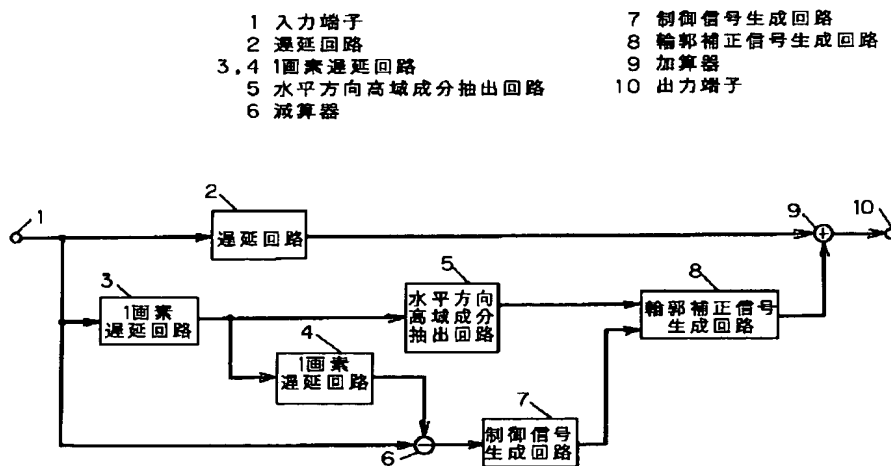 1 入力端子
2 遅延回路
3,4 1画素遅延回路
5 水平方向高域成分抽出回路
6 減算器
7 制御信号生成回路
8 輪郭補正信号生成回路
9 加算器
10 出力端子
1
2
遅延回路
9
10
3
1画素
遅延回路
4
1画素
遅延回路
5
水平方向
高域成分
抽出回路
8
輪郭補正信号
生成回路
6
7
制御信号
生成回路